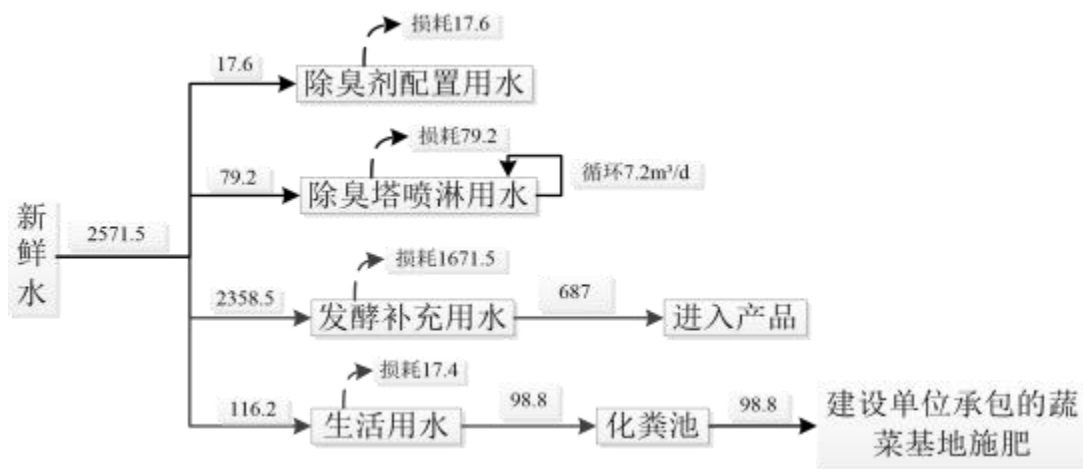 损耗17.6
17.6
除臭剂配置用水
损耗79.2
79.2
除臭塔喷淋用水
循环7.2m³/d
新鲜水
2571.5
损耗1671.5
2358.5
发酵补充用水
687
进入产品
损耗17.4
116.2
生活用水
98.8
化粪池
98.8
建设单位承包的蔬
菜基地施肥